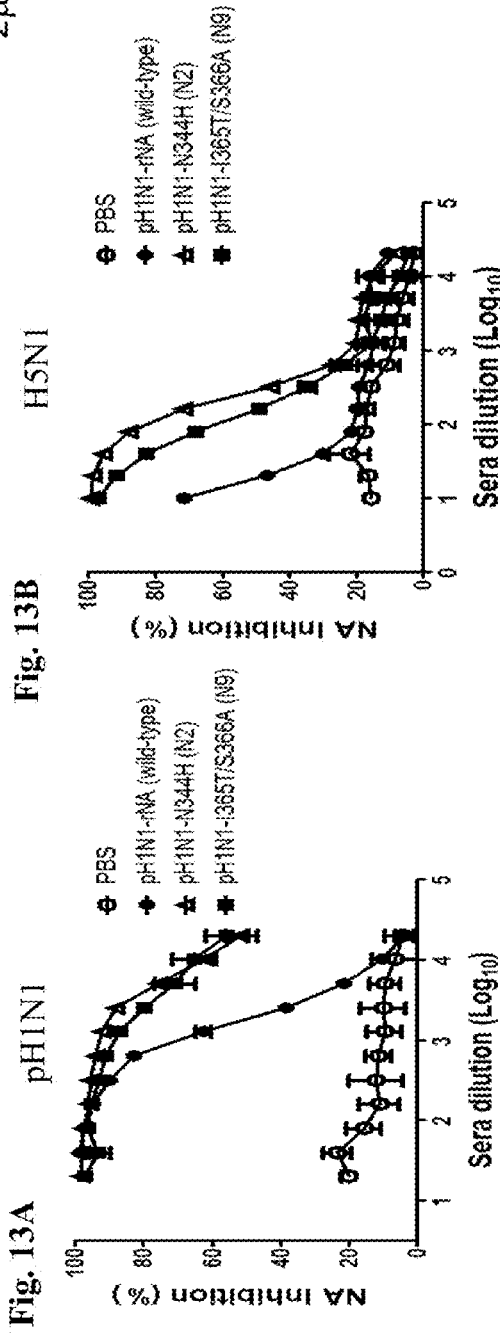 Fig. 13A
pH1N1
PBS
pH1N1-rNA (wild-type)
pH1N1-N344H (N2)
pH1N1-I365T/S366A (N9)
NA Inhibition (%)
100
80
60
40
20
0
1
2
3
4
5
Sera dilution (Log10)
Fig. 13B
H5N1
PBS
pH1N1-rNA (wild-type)
pH1N1-N344H (N2)
pH1N1-I365T/S366A (N9)
NA Inhibition (%)
100
80
60
40
20
0
0
1
2
3
4
5
Sera dilution (Log10)
2μ